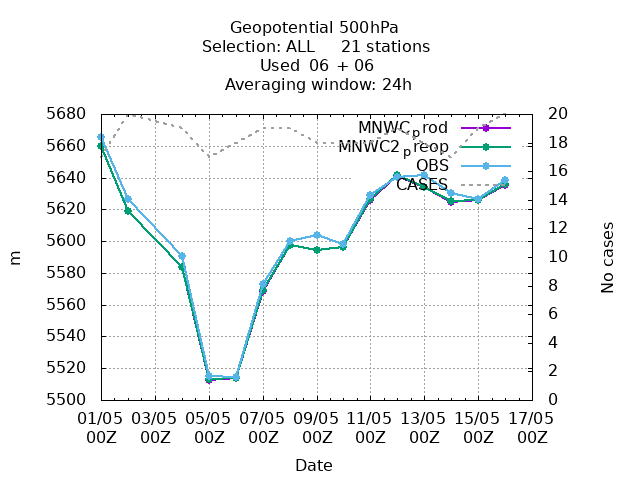 Geopotential 500hPa
Selection: ALL 21 stations
Used 06 + 06
Averaging window: 24h
MNWC_prod
MNWC2_preop
OBS
CASES
5680
5660
5640
5620
5600
5580
5560
5540
5520
5500
m
20
18
16
14
12
10
8
6
4
2
0
No cases
01/05 03/05 05/05 07/05 09/05 11/05 13/05 15/05 17/05
00Z 00Z 00Z 00Z 00Z 00Z 00Z 00Z 00Z
Date